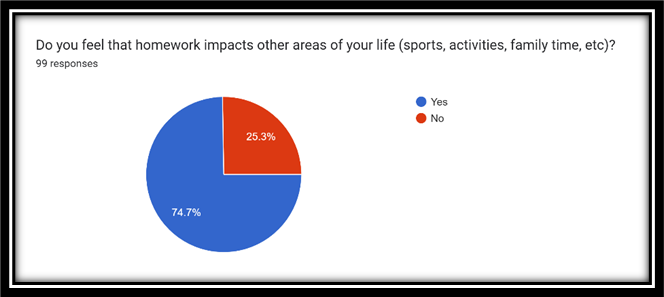 Do you feel that homework impacts other areas of your life (sports, activities, family time, etc)?
99 responses
Yes
No
25.3%
74.7%